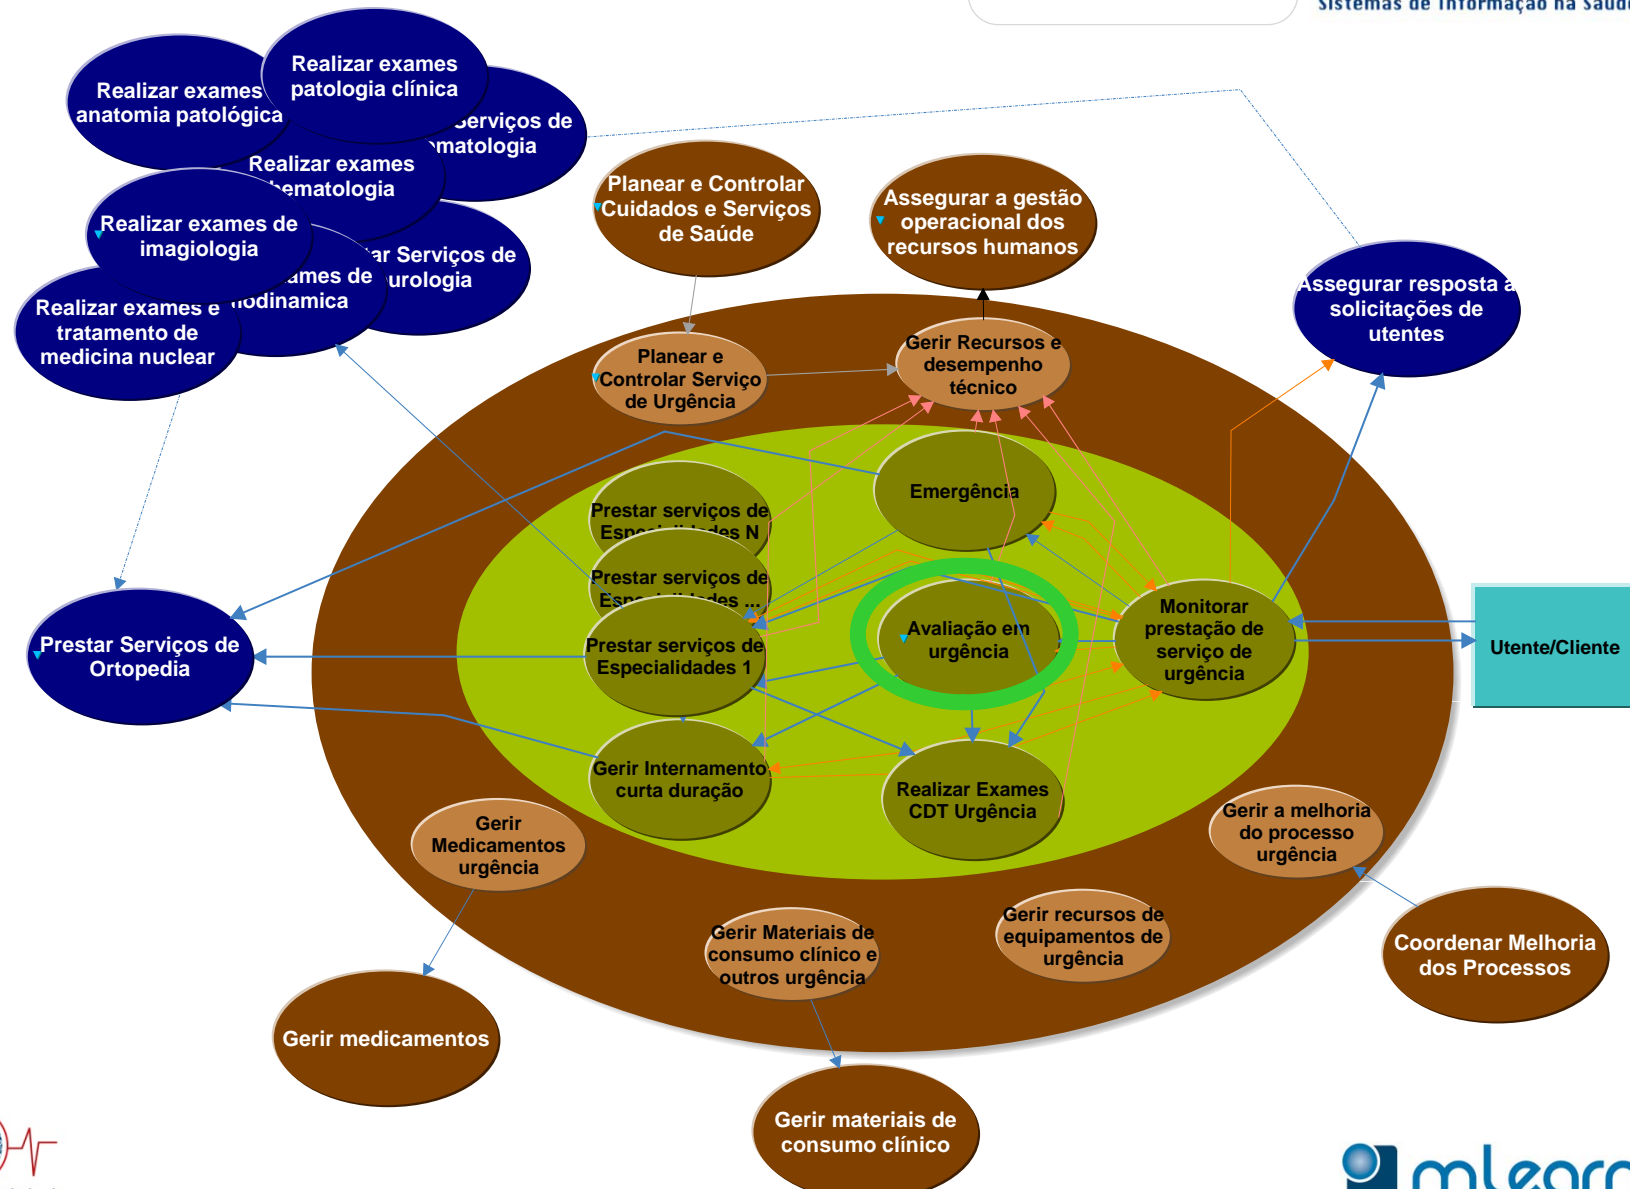 Sistemas de Informação na Saúde
Realizar exames
patologia clínica
Realizar exames
anatomia patológica
Serviços de
Realizar exames
hematologia
Realizar exames de
imagiologia
Serviços de
Realizar exames e
tratamento de
medicina nuclear
Planear e Controlar
Cuidados e Serviços
de Saúde
Assegurar a gestão
operacional dos
recursos humanos
Assegurar resposta a
solicitações de
utentes
Planear e
Controlar Serviço
de Urgência
Gerir Recursos e
desempenho
técnico
Emergência
Prestar serviços de
Especialidades N
Prestar serviços de
Especialidades ...
Prestar serviços de
Especialidades 1
Avaliação em
urgência
Monitorar
prestação de
serviço de
urgência
Utente/Cliente
Prestar Serviços de
Ortopedia
Gerir Internamento
curta duração
Realizar Exames
CDT Urgência
Gerir
Medicamentos
urgência
Gerir a melhoria
do processo
urgência
Gerir Materiais de
consumo clínico e
outros urgência
Gerir recursos de
equipamentos de
urgência
Coordenar Melhoria
dos Processos
Gerir medicamentos
Gerir materiais de
consumo clínico
mlearn